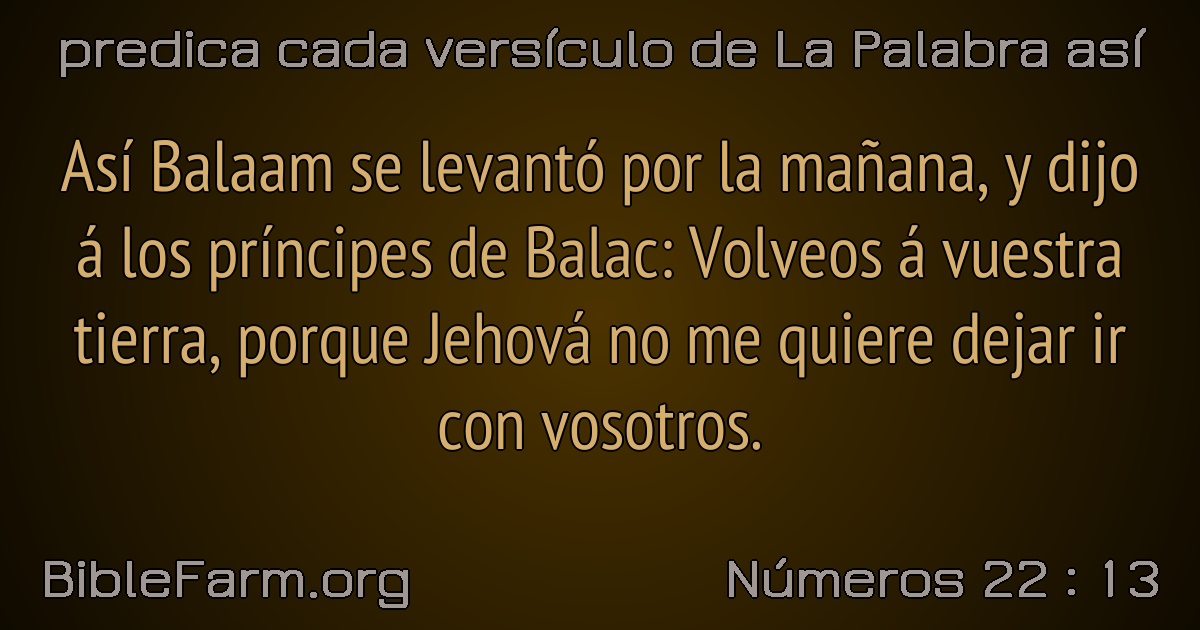 predica cada versículo de La Palabra así
Así Balaam se levantó por la mañana, y dijo
á los príncipes de Balac: Volveos á vuestra
tierra, porque Jehová no me quiere dejar ir
con vosotros.
BibleFarm.org
Números 22 : 13